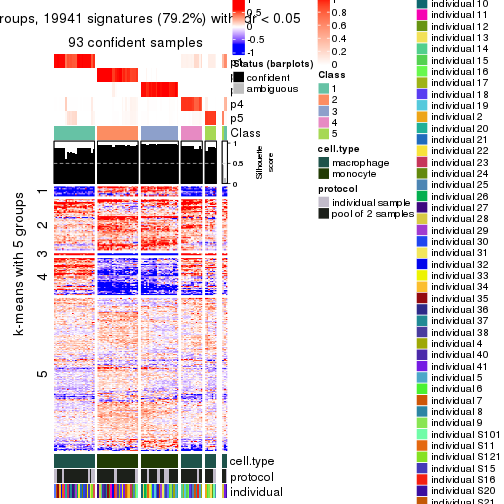 roups, 19941 signatures (79.2%) with fdr < 0.05
93 confident samples
p4
p5
Class
1
0.5
0
Silhouette
score
k-means with 5 groups
1
2
3
4
5
cell.type
protocol
individual
0.5
0
-0.5
-1
Status (barplots)
confident
ambiguous
0.8
0.6
0.4
0.2
0
Class
1
2
3
4
5
cell.type
macrophage
monocyte
protocol
individual sample
pool of 2 samples
individual 10
individual 11
individual 12
individual 13
individual 14
individual 15
individual 16
individual 17
individual 18
individual 19
individual 2
individual 20
individual 21
individual 22
individual 23
individual 24
individual 25
individual 26
individual 27
individual 28
individual 29
individual 30
individual 31
individual 32
individual 33
individual 34
individual 35
individual 36
individual 37
individual 38
individual 4
individual 40
individual 41
individual 5
individual 6
individual 7
individual 8
individual 9
individual S101
individual S11
individual S121
individual S15
individual S16
individual S20
individual S21